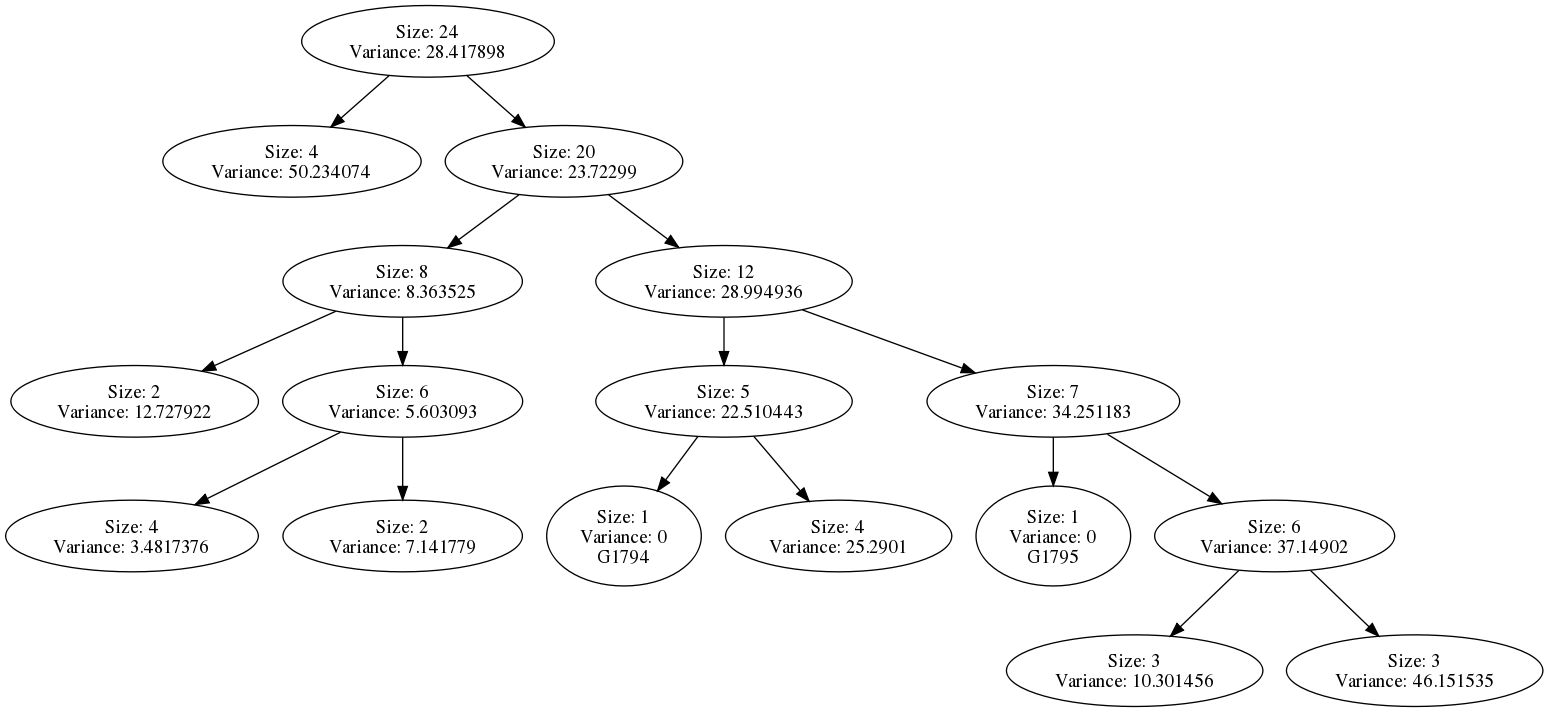 Size: 24
Variance: 28.417898
Size: 4
Variance: 50.234074
Size: 20
Variance: 23.72299
Size: 8
Variance: 8.363525
Size: 12
Variance: 28.994936
Size: 2
Variance: 12.727922
Size: 6
Variance: 5.603093
Size: 5
Variance: 22.510443
Size: 7
Variance: 34.251183
Size: 4
Variance: 3.4817376
Size: 2
Variance: 7.141779
Size: 1
Variance: 0
G1794
Size: 4
Variance: 25.2901
Size: 1
Variance: 0
G1795
Size: 6
Variance: 37.14902
Size: 3
Variance: 10.301456
Size: 3
Variance: 46.151535